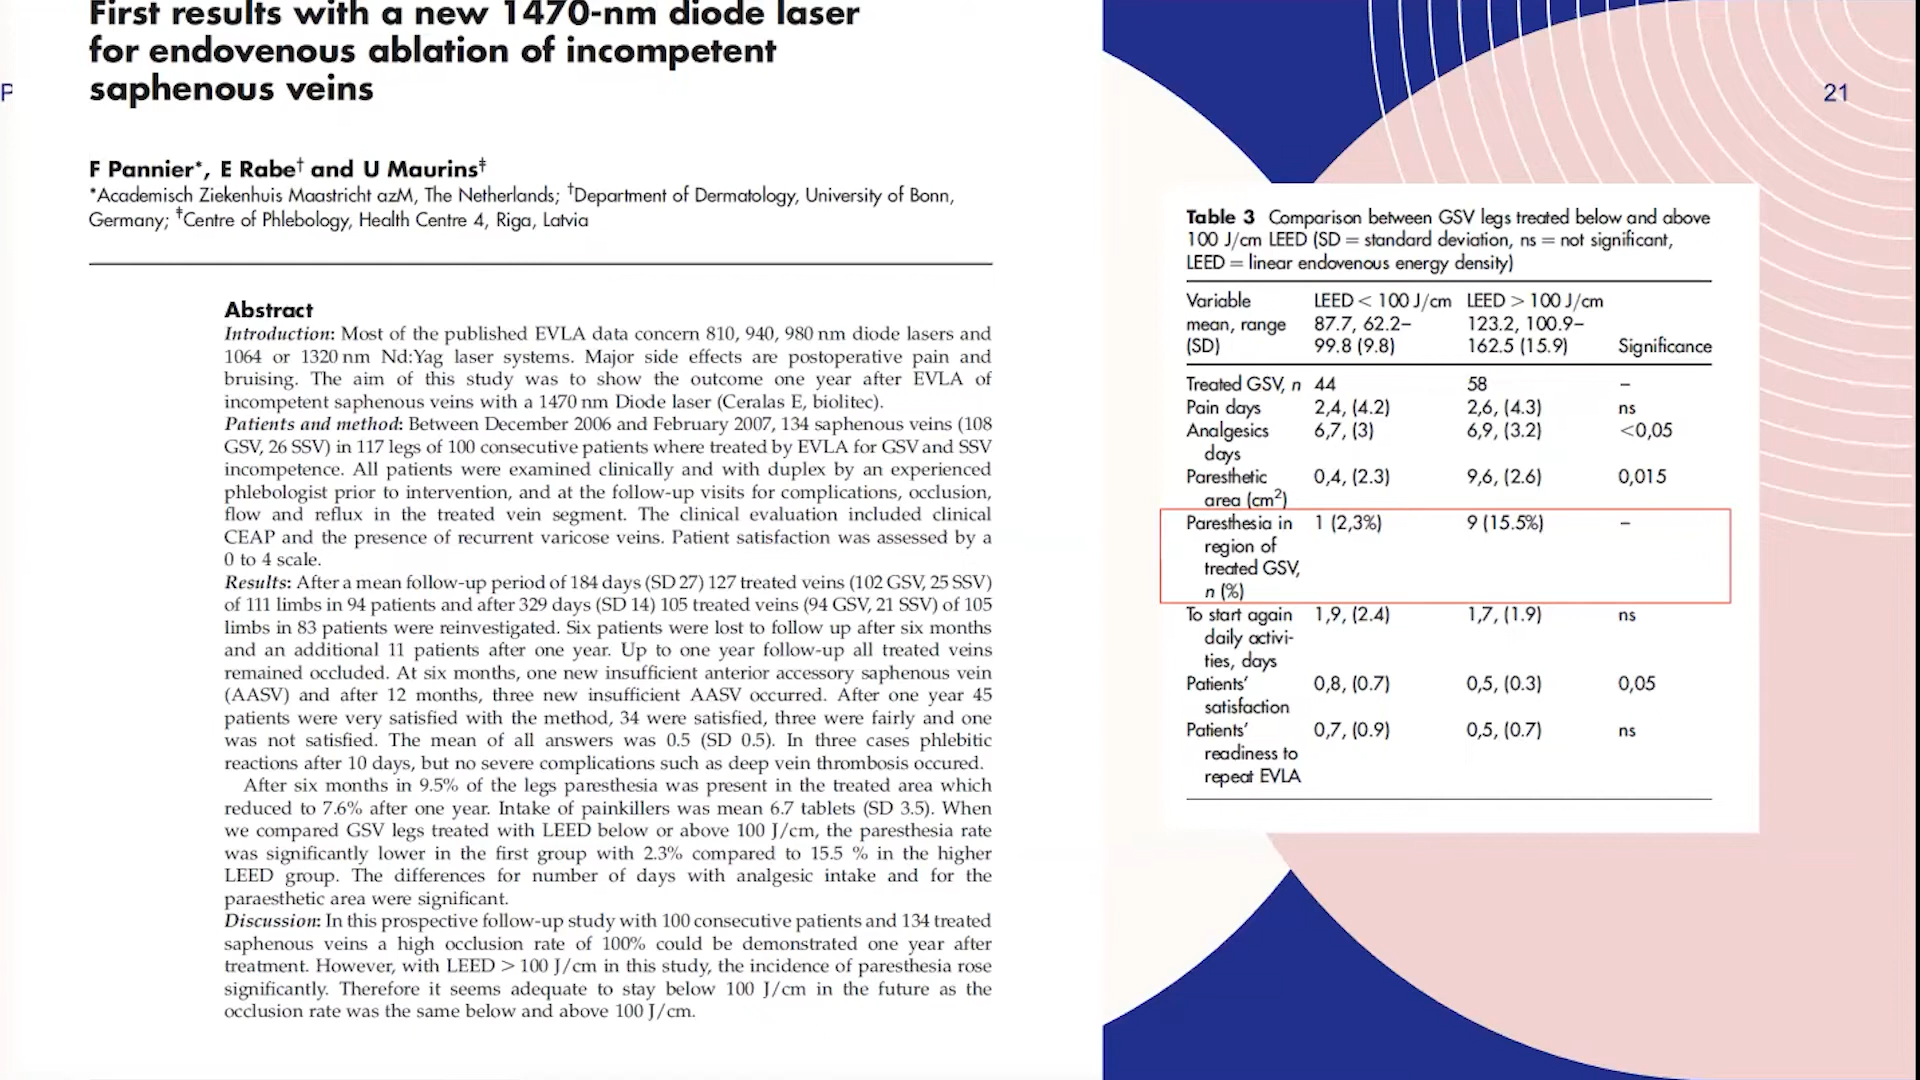 First results with a new 1470-nm diode laser
for endovenous ablation of incompetent
saphenous veins
P
21
F Pannier*, E Rabe† and U Maurins‡
*Academisch Ziekenhuis Maastricht azM, The Netherlands; †Department of Dermatology, University of Bonn,
Germany; ‡Centre of Phlebology, Health Centre 4, Riga, Latvia
Abstract
Introduction: Most of the published EVLA data concern 810, 940, 980 nm diode lasers and
1064 or 1320 nm Nd:Yag laser systems. Major side effects are postoperative pain and
bruising. The aim of this study was to show the outcome one year after EVLA of
incompetent saphenous veins with a 1470 nm Diode laser (Ceralas E, biolitec).
Patients and method: Between December 2006 and February 2007, 134 saphenous veins (108
GSV, 26 SSV) in 117 legs of 100 consecutive patients where treated by EVLA for GSV and SSV
incompetence. All patients were examined clinically and with duplex by an experienced
phlebologist prior to intervention, and at the follow-up visits for complications, occlusion,
flow and reflux in the treated vein segment. The clinical evaluation included clinical
CEAP and the presence of recurrent varicose veins. Patient satisfaction was assessed by a
0 to 4 scale.
Results: After a mean follow-up period of 184 days (SD 27) 127 treated veins (102 GSV, 25 SSV)
of 111 limbs in 94 patients and after 329 days (SD 14) 105 treated veins (94 GSV, 21 SSV) of 105
limbs in 83 patients were reinvestigated. Six patients were lost to follow up after six months
and an additional 11 patients after one year. Up to one year follow-up all treated veins
remained occluded. At six months, one new insufficient anterior accessory saphenous vein
(AASV) and after 12 months, three new insufficient AASV occurred. After one year 45
patients were very satisfied with the method, 34 were satisfied, three were fairly and one
was not satisfied. The mean of all answers was 0.5 (SD 0.5). In three cases phlebitic
reactions after 10 days, but no severe complications such as deep vein thrombosis occured.
After six months in 9.5% of the legs paresthesia was present in the treated area which
reduced to 7.6% after one year. Intake of painkillers was mean 6.7 tablets (SD 3.5). When
we compared GSV legs treated with LEED below or above 100 J/cm, the paresthesia rate
was significantly lower in the first group with 2.3% compared to 15.5 % in the higher
LEED group. The differences for number of days with analgesic intake and for the
paraesthetic area were significant.
Discussion: In this prospective follow-up study with 100 consecutive patients and 134 treated
saphenous veins a high occlusion rate of 100% could be demonstrated one year after
treatment. However, with LEED > 100 J/cm in this study, the incidence of paresthesia rose
significantly. Therefore it seems adequate to stay below 100 J/cm in the future as the
occlusion rate was the same below and above 100 J/cm.
Table 3 Comparison between GSV legs treated below and above
100 J/cm LEED (SD = standard deviation, ns = not significant,
LEED = linear endovenous energy density)
Variable LEED < 100 J/cm LEED > 100 J/cm
mean, range 87.7, 62.2– 123.2, 100.9–
(SD) 99.8 (9.8) 162.5 (15.9) Significance
Treated GSV, n 44 58 –
Pain days 2,4, (4.2) 2,6, (4.3) ns
Analgesics 6,7, (3) 6,9, (3.2) <0,05
days
Paresthetic 0,4, (2.3) 9,6, (2.6) 0,015
area (cm²)
Paresthesia in 1 (2,3%) 9 (15.5%) –
region of
treated GSV,
n (%)
To start again 1,9, (2.4) 1,7, (1.9) ns
daily activi-
ties, days
Patients' 0,8, (0.7) 0,5, (0.3) 0,05
satisfaction
Patients' 0,7, (0.9) 0,5, (0.7) ns
readiness to
repeat EVLA